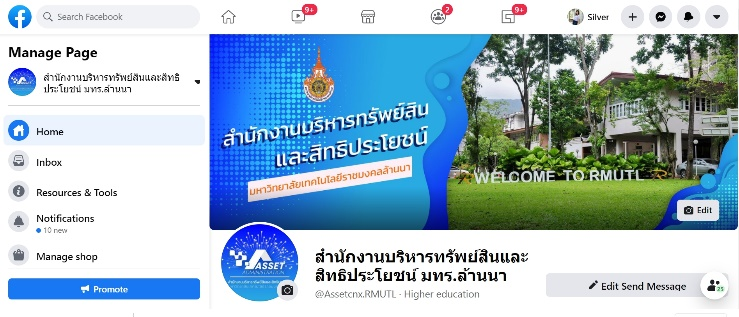 Search Facebook
9+
2
9+
Silver
Manage Page
สำนักงานบริหารทรัพย์สินและสิทธิ
ประโยชน์ มทร.ล้านนา
Home
Inbox
Resources & Tools
Notifications
10 new
Manage shop
Promote
สำนักงานบริหารทรัพย์สิน
และสิทธิประโยชน์
มหาวิทยาลัยเทคโนโลยีราชมงคลล้านนา
WELCOME TO RMUTL
Edit
ASSET
สำนักงานบริหารทรัพย์สินและ
สิทธิประโยชน์ มทร.ล้านนา
@Assetcnx.RMUTL · Higher education
Edit Send Message
25